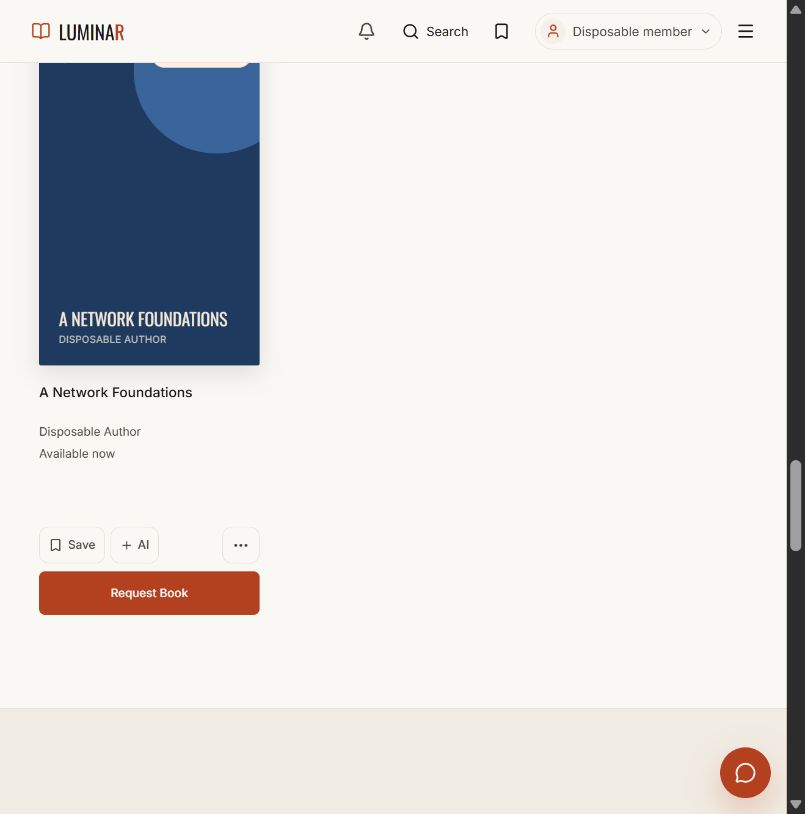 LUMINAR
Search
Disposable member
A NETWORK FOUNDATIONS
DISPOSABLE AUTHOR
A Network Foundations
Disposable Author
Available now
Save
+ AI
Request Book